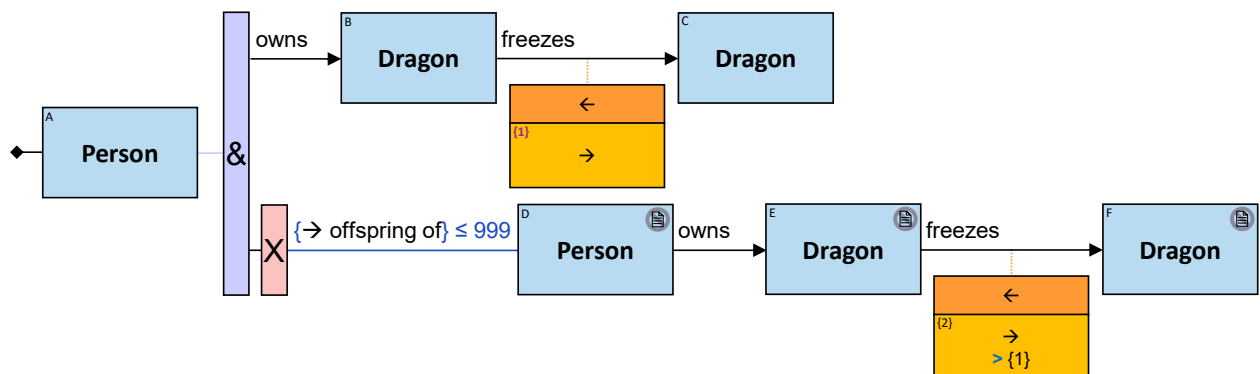 B
C
owns
Dragon
freezes
Dragon
←
A
Person
&
{1}
→
X
{→ offspring of} ≤ 999
D
Person
owns
E
Dragon
freezes
F
Dragon
←
{2}
→
> {1}